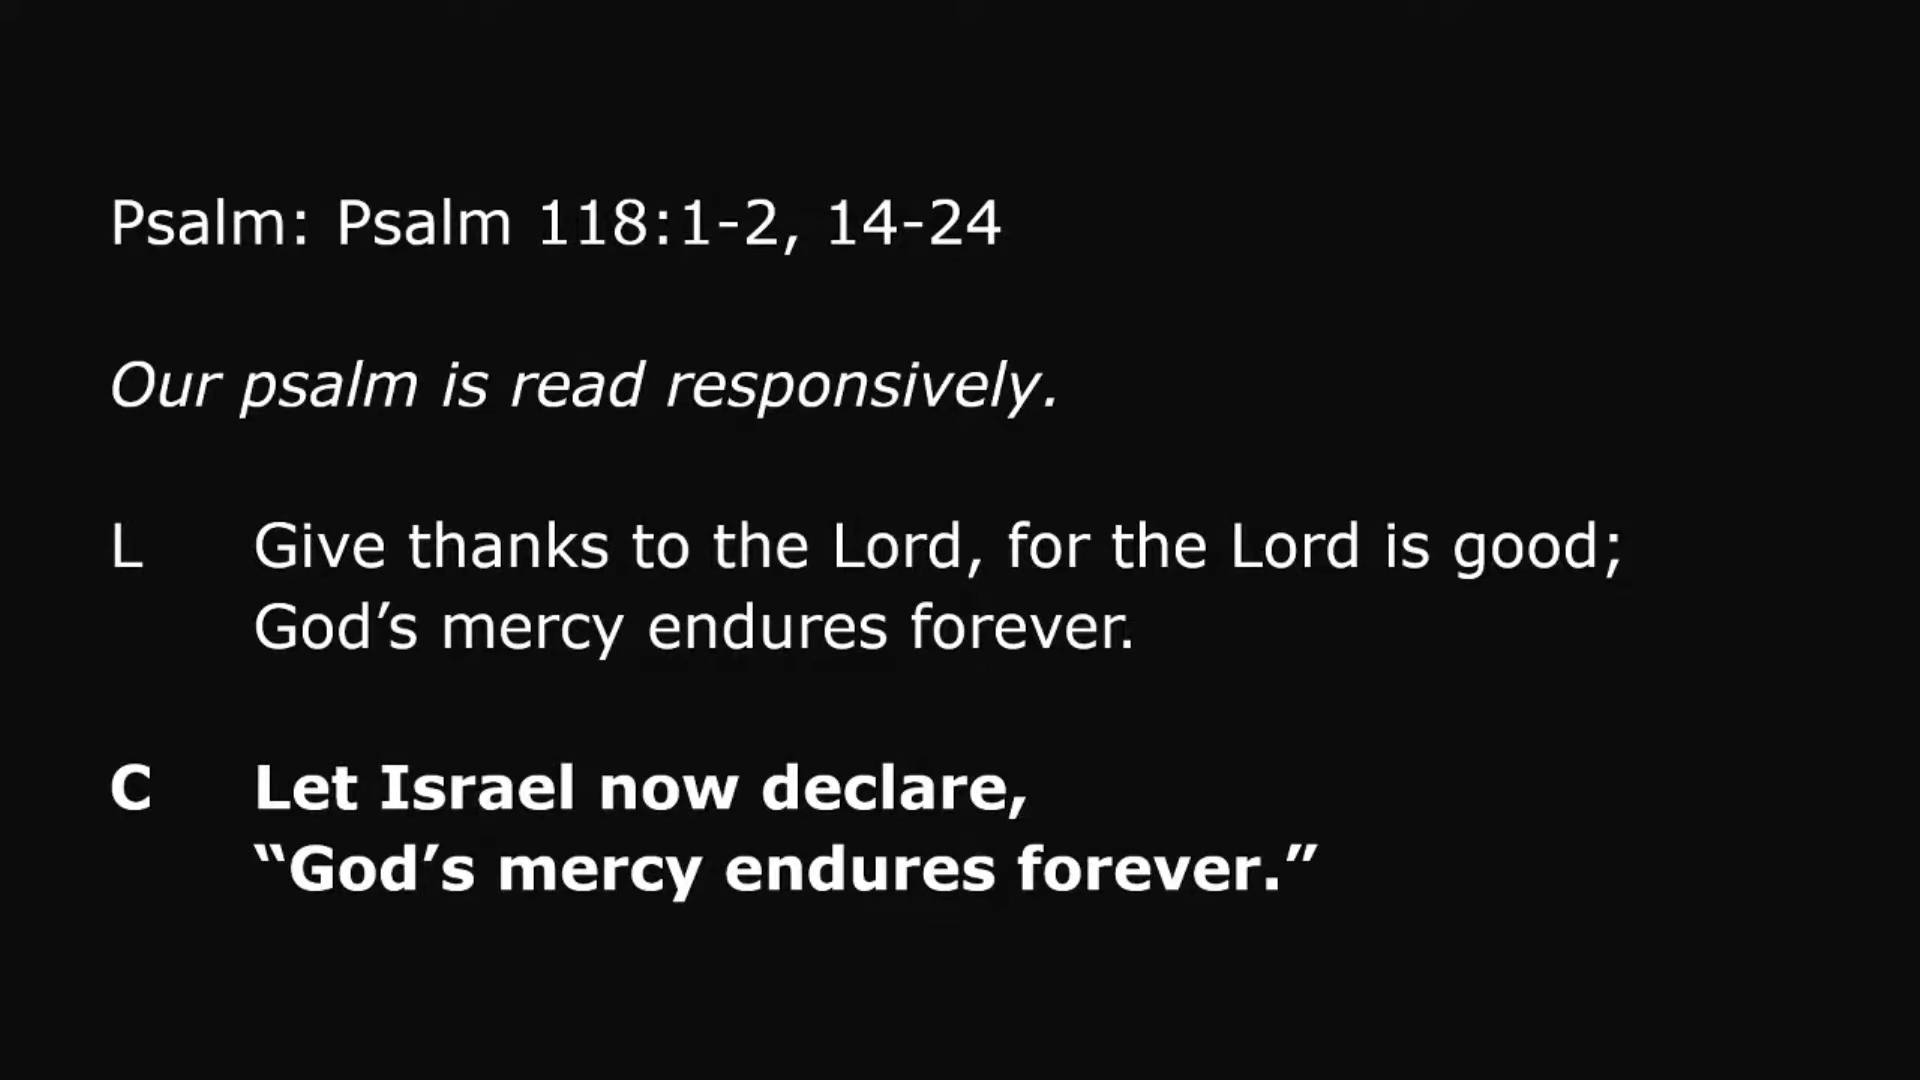 Psalm: Psalm 118:1-2, 14-24
Our psalm is read responsively.
L Give thanks to the Lord, for the Lord is good;
God’s mercy endures forever.
C Let Israel now declare,
“God’s mercy endures forever.”